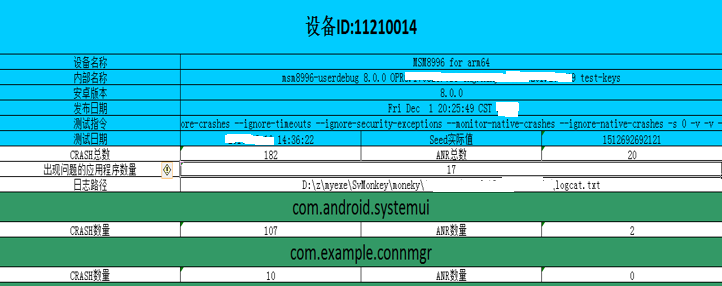 设备ID:11210014
设备名称 MSM8996 for arm64
内部名称 msm8996-userdebug 8.0.0 9 test-keys
安卓版本 8.0.0
发布日期 Fri Dec 1 20:25:49 CST
测试指令 ore-crashes --ignore-timeouts --ignore-security-exceptions --monitor-native-crashes --ignore-native-crashes -s 0 -v -v -
测试日期 14:36:22 Seed实际值 1512692692121
CRASH总数 182 ANR总数 20
出现问题的应用程序数量 17
日志路径 D:\z\myexe\SvMonkey\moneky\ \logcat.txt
com.android.systemui
CRASH数量 107 ANR数量 2
com.example.connmgr
CRASH数量 10 ANR数量 0